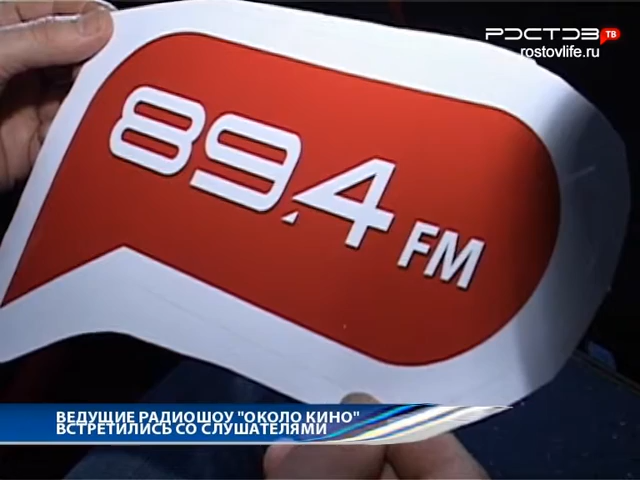 РОСТОВ ТВ
rostovlife.ru
89,4 FM
ВЕДУЩИЕ РАДИОШОУ "ОКОЛО КИНО"
ВСТРЕТИЛИСЬ СО СЛУШАТЕЛЯМИ